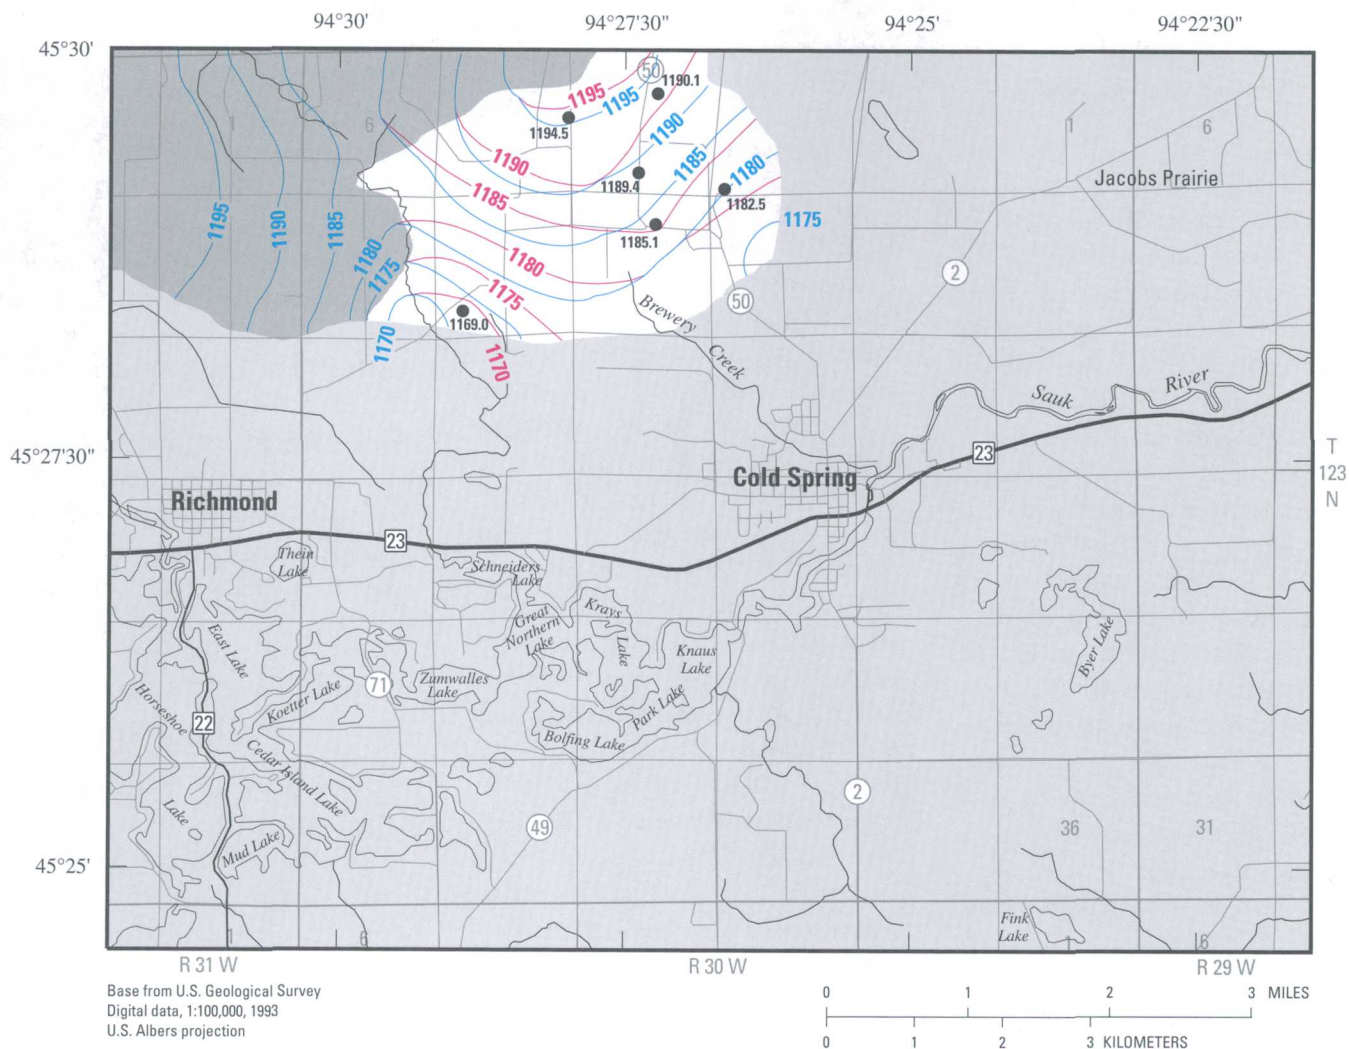 94°30' 94°27'30" 94°25' 94°22'30"
45°30'
50
1190.1
1195
1195
1194.5
1 6
1190
1 6
1190
1185
1180
Jacobs Prairie
1189.4
1185
1182.5
1195 1190 1185
1175
1185.1
1180
1180
1175
2
1175
50
Brewery
1169.0
1170
1170
Creek
River
Sauk
45°27'30"
T
123
N
23
Cold Spring
Richmond
23
Thein
Lake
Schneiders
Lake
Great
Northern
Lake
Krays
Lake
East Lake
Knaus
Lake
Byer Lake
71
Zumwalles
Lake
Koetter Lake
Horseshoe
22
Park Lake
Bolfing Lake
Cedar Island Lake
2
Lake
49
36 31
Mud Lake
45°25'
Fink
Lake
1 6 1 6
R 31 W R 30 W R 29 W
Base from U.S. Geological Survey
Digital data, 1:100,000, 1993
U.S. Albers projection
0 1 2 3 MILES
0 1 2 3 KILOMETERS